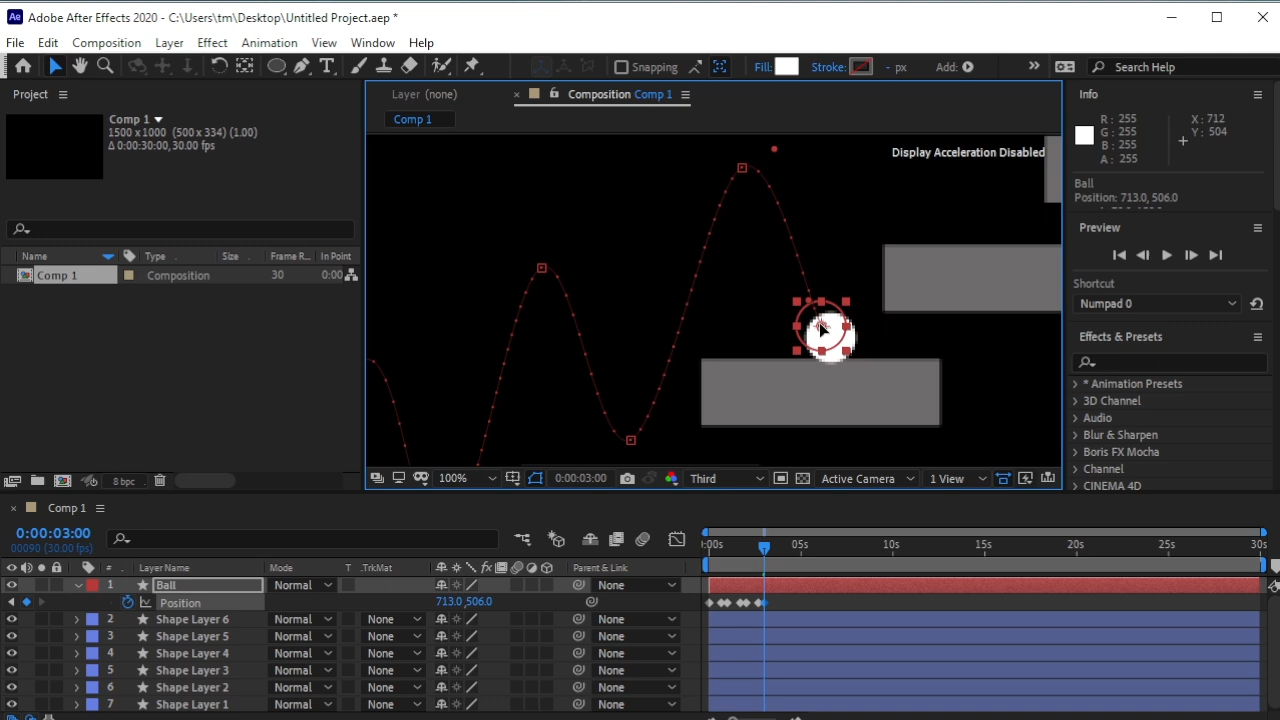 Adobe After Effects 2020 - C:\Users\tm\Desktop\Untitled Project.aep *
File Edit Composition Layer Effect Animation View Window Help
Snapping Fill: Stroke: - px Add: Search Help
Project
Layer (none)
Composition Comp 1
Info
Comp 1
1500 x 1000 (500 x 334) (1.00)
Δ 0:00:30:00, 30.00 fps
Comp 1
R: 255
G: 255
B: 255
A: 255
X: 712
Y: 504
Display Acceleration Disabled
Ball
Position: 713.0, 506.0
Preview
Shortcut
Numpad 0
Effects & Presets
* Animation Presets
3D Channel
Audio
Blur & Sharpen
Boris FX Mocha
Channel
CINEMA 4D
Name Type Size Frame R... In Point
Comp 1 Composition 30 0:00
8 bpc
100% 0:00:03:00 Third Active Camera 1 View
Comp 1
0:00:03:00
00090 (30.00 fps)
:00s 05s 10s 15s 20s 25s 30s
# Layer Name Mode T .TrkMat fx Parent & Link
1 Ball Normal None
Position 713.0,506.0
2 Shape Layer 6 Normal None None
3 Shape Layer 5 Normal None None
4 Shape Layer 4 Normal None None
5 Shape Layer 3 Normal None None
6 Shape Layer 2 Normal None None
7 Shape Layer 1 Normal None None